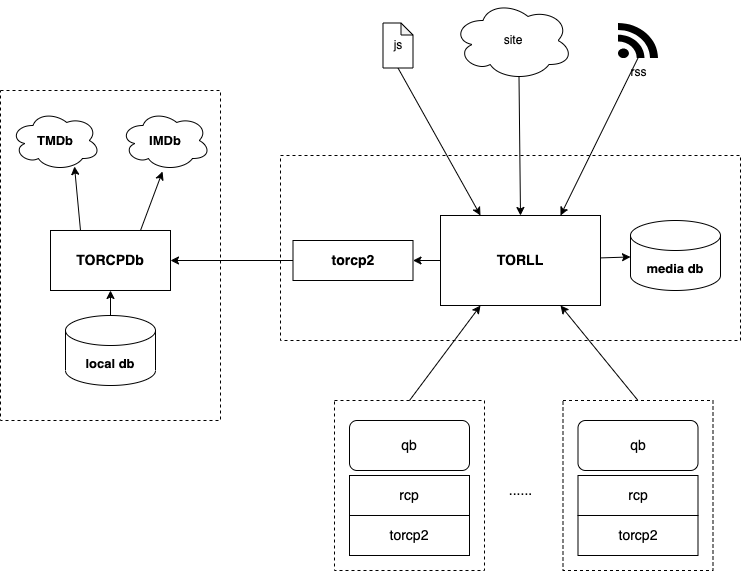 js
site
rss
TMDb
IMDb
TORCPDb
local db
torcp2
TORLL
media db
qb
rcp
torcp2
......
qb
rcp
torcp2